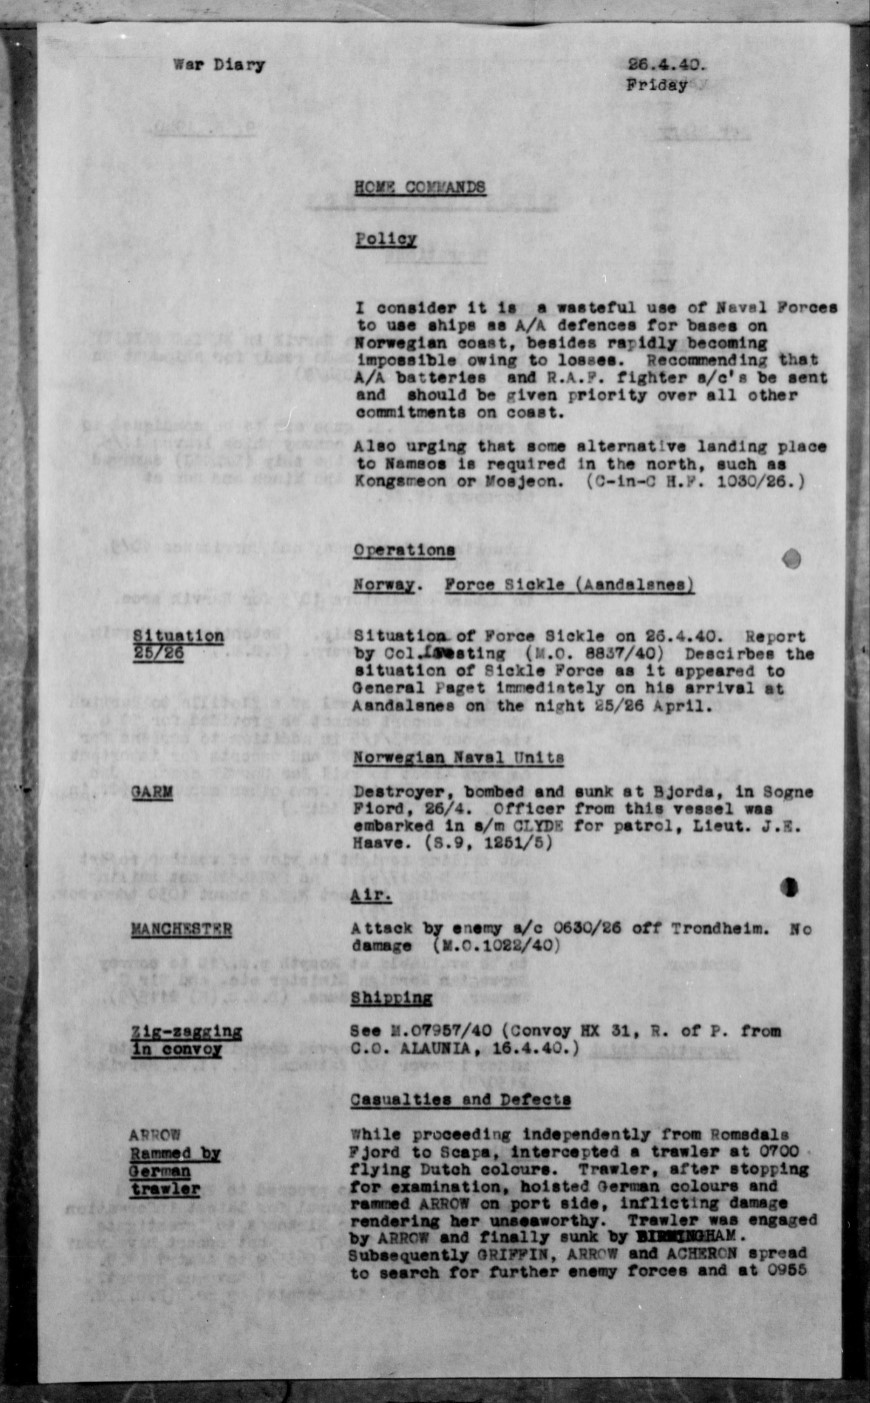 War Diary
26.4.40.
Friday
HOME COMMANDS
Policy
I consider it is a wasteful use of Naval Forces
to use ships as A/A defences for bases on
Norwegian coast, besides rapidly becoming
impossible owing to losses. Recommending that
A/A batteries and R.A.F. fighter a/c's be sent
and should be given priority over all other
commitments on coast.
Also urging that some alternative landing place
to Namsos is required in the north, such as
Kongsmeon or Mosjeon. (C-in-C H.F. 1030/26.)
Operations
Norway. Force Sickle (Aandalsnes)
Situation
25/26
Situation of Force Sickle on 26.4.40. Report
by Col. (M.O. 8837/40) Descirbes the
situation of Sickle Force as it appeared to
General Paget immediately on his arrival at
Aandalsnes on the night 25/26 April.
Norwegian Naval Units
GARM
Destroyer, bombed and sunk at Bjorda, in Sogne
Fiord, 26/4. Officer from this vessel was
embarked in s/m CLYDE for patrol, Lieut. J.E.
Haave. (S.9, 1251/5)
Air.
MANCHESTER
Attack by enemy a/c 0630/26 off Trondheim. No
damage (M.O.1022/40)
Shipping
Zig-zagging
in convoy
See M.07957/40 (Convoy HX 31, R. of P. from
C.O. ALAUNIA, 16.4.40.)
Casualties and Defects
ARROW
Rammed by
German
trawler
While proceeding independently from Romsdals
Fjord to Scapa, intercepted a trawler at 0700
flying Dutch colours. Trawler, after stopping
for examination, hoisted German colours and
rammed ARROW on port side, inflicting damage
rendering her unseaworthy. Trawler was engaged
by ARROW and finally sunk by BIRMINGHAM.
Subsequently GRIFFIN, ARROW and ACHERON spread
to search for further enemy forces and at 0955